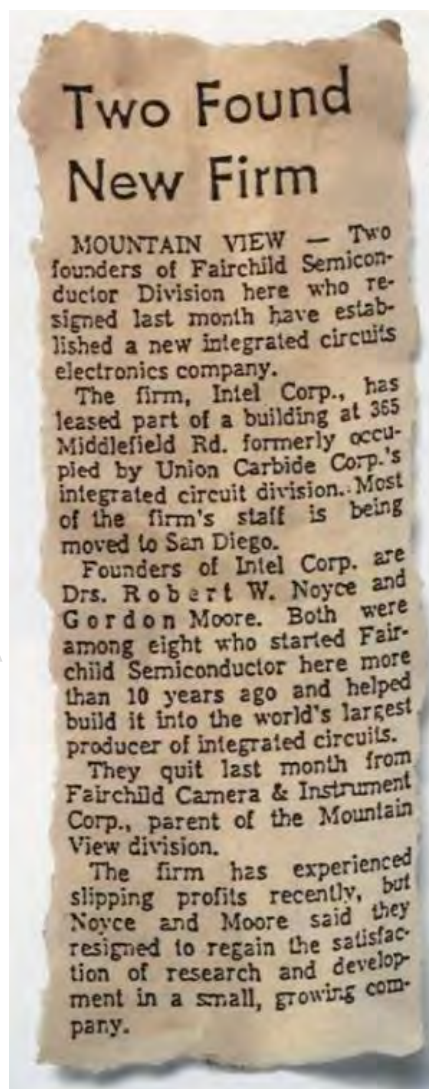 Two Found
New Firm
MOUNTAIN VIEW — Two
founders of Fairchild Semicon-
ductor Division here who re-
signed last month have estab-
lished a new integrated circuits
electronics company.
The firm, Intel Corp., has
leased part of a building at 365
Middlefield Rd. formerly occu-
pied by Union Carbide Corp.'s
integrated circuit division. Most
of the firm's staff is being
moved to San Diego.
Founders of Intel Corp. are
Drs. Robert W. Noyce and
Gordon Moore. Both were
among eight who started Fair-
child Semiconductor here more
than 10 years ago and helped
build it into the world's largest
producer of integrated circuits.
They quit last month from
Fairchild Camera & Instrument
Corp., parent of the Mountain
View division.
The firm has experienced
slipping profits recently, but
Noyce and Moore said they
resigned to regain the satisfac-
tion of research and develop-
ment in a small, growing com-
pany.